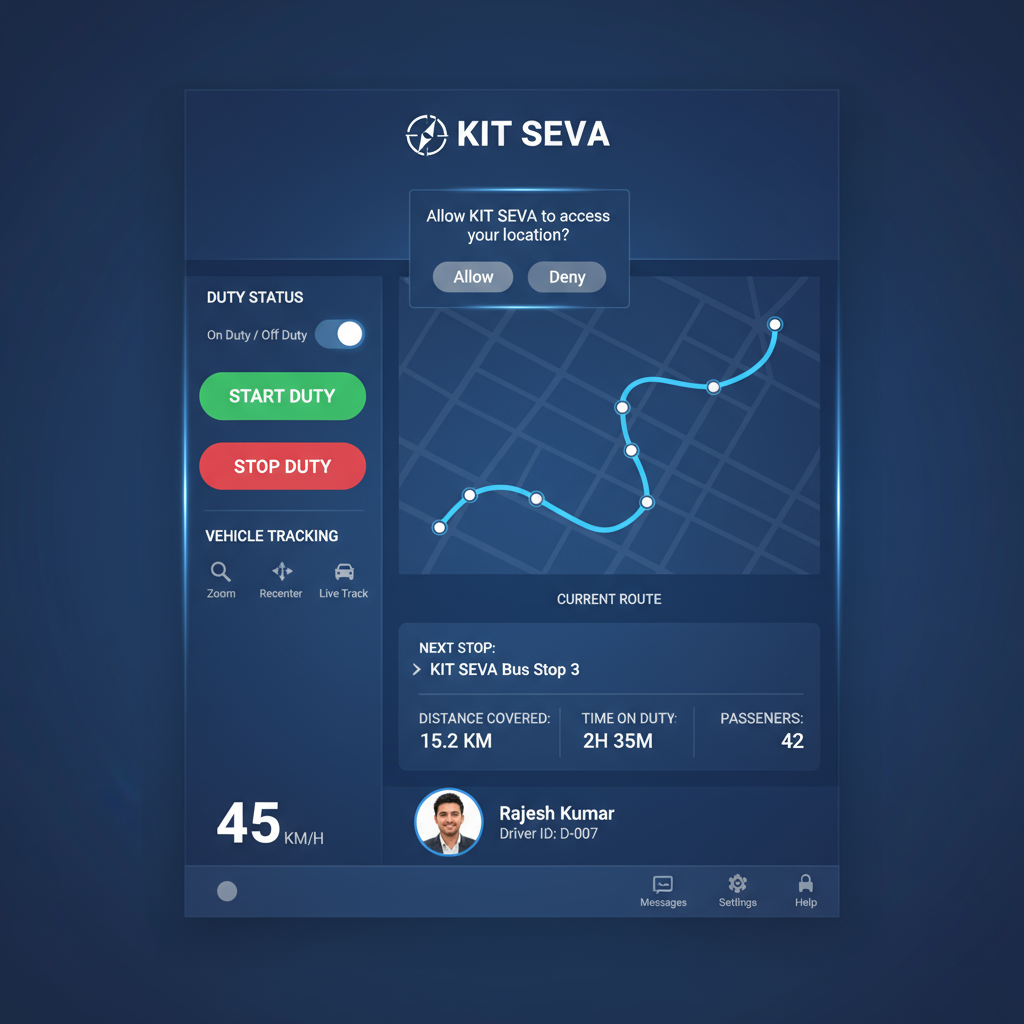 KIT SEVA
Allow KIT SEVA to access
your location?
Allow
Deny
DUTY STATUS
On Duty / Off Duty
START DUTY
STOP DUTY
VEHICLE TRACKING
Zoom
Recenter
Live Track
CURRENT ROUTE
NEXT STOP:
KIT SEVA Bus Stop 3
DISTANCE COVERED:
15.2 KM
TIME ON DUTY:
2H 35M
PASSENERS:
42
45 KM/H
Rajesh Kumar
Driver ID: D-007
Messages
Settings
Help